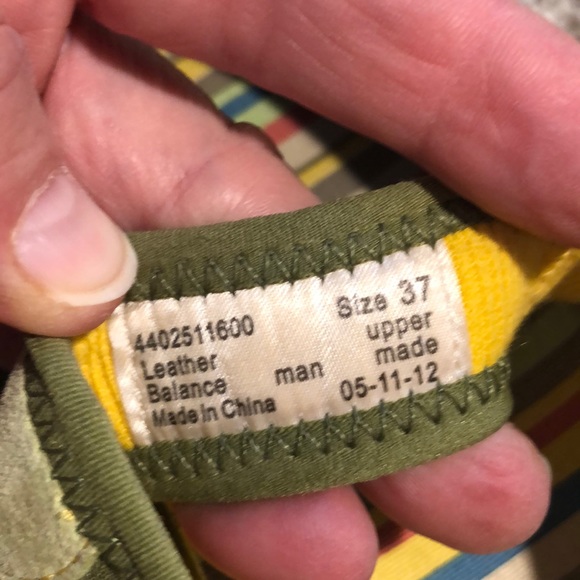 4402511600 Size 37
Leather upper
Balance man made
Made in China 05-11-12